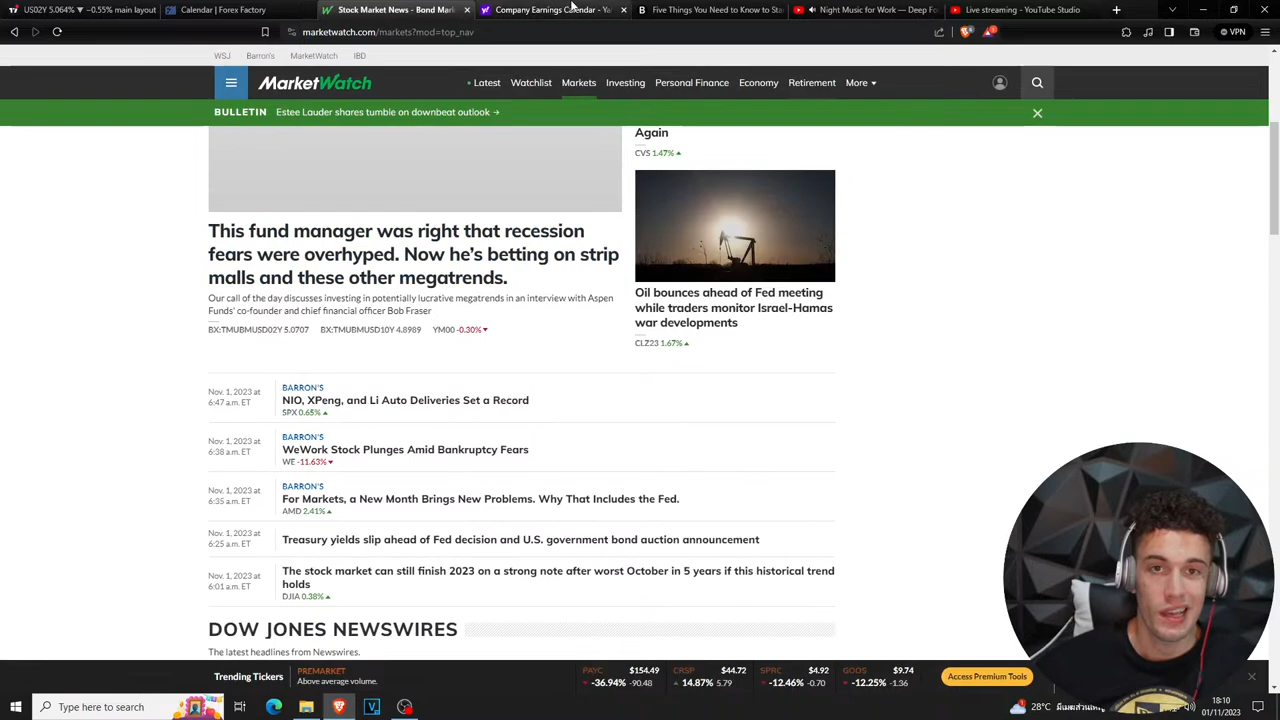 US02Y 5.064% ▲ −0.55% main layout
Calendar | Forex Factory
Stock Market News - Bond Mark
Company Earnings Calendar - Ya
Five Things You Need to Know to Sta
Night Music for Work — Deep F
Live streaming - YouTube Studio
marketwatch.com/markets?mod=top_nav
VPN
WSJ Barron's MarketWatch IBD
MarketWatch
Latest Watchlist Markets Investing Personal Finance Economy Retirement More
BULLETIN Estee Lauder shares tumble on downbeat outlook →
Again
CVS 1.47%
This fund manager was right that recession
fears were overhyped. Now he's betting on strip
malls and these other megatrends.
Our call of the day discusses investing in potentially lucrative megatrends in an interview with Aspen
Funds' co-founder and chief financial officer Bob Fraser
BX:TMUBMUSD02Y 5.0707 BX:TMUBMUSD10Y 4.8989 YM00 -0.30%
Oil bounces ahead of Fed meeting
while traders monitor Israel-Hamas
war developments
CLZ23 1.67%
Nov. 1, 2023 at
6:47 a.m. ET
BARRON'S
NIO, XPeng, and Li Auto Deliveries Set a Record
SPX 0.65%
Nov. 1, 2023 at
6:38 a.m. ET
BARRON'S
WeWork Stock Plunges Amid Bankruptcy Fears
WE -11.63%
Nov. 1, 2023 at
6:35 a.m. ET
BARRON'S
For Markets, a New Month Brings New Problems. Why That Includes the Fed.
AMD 2.41%
Nov. 1, 2023 at
6:25 a.m. ET
Treasury yields slip ahead of Fed decision and U.S. government bond auction announcement
Nov. 1, 2023 at
6:01 a.m. ET
The stock market can still finish 2023 on a strong note after worst October in 5 years if this historical trend
holds
DJIA 0.38%
DOW JONES NEWSWIRES
The latest headlines from Newswires.
Trending Tickers
PREMARKET
Above average volume.
PAYC $154.49
-36.94% -90.48
CRSP $44.72
14.87% 5.79
SPRC $4.92
-12.46% -0.70
GOOS $9.74
-12.25% -1.36
Access Premium Tools
Type here to search
28°C
18:10
01/11/2023